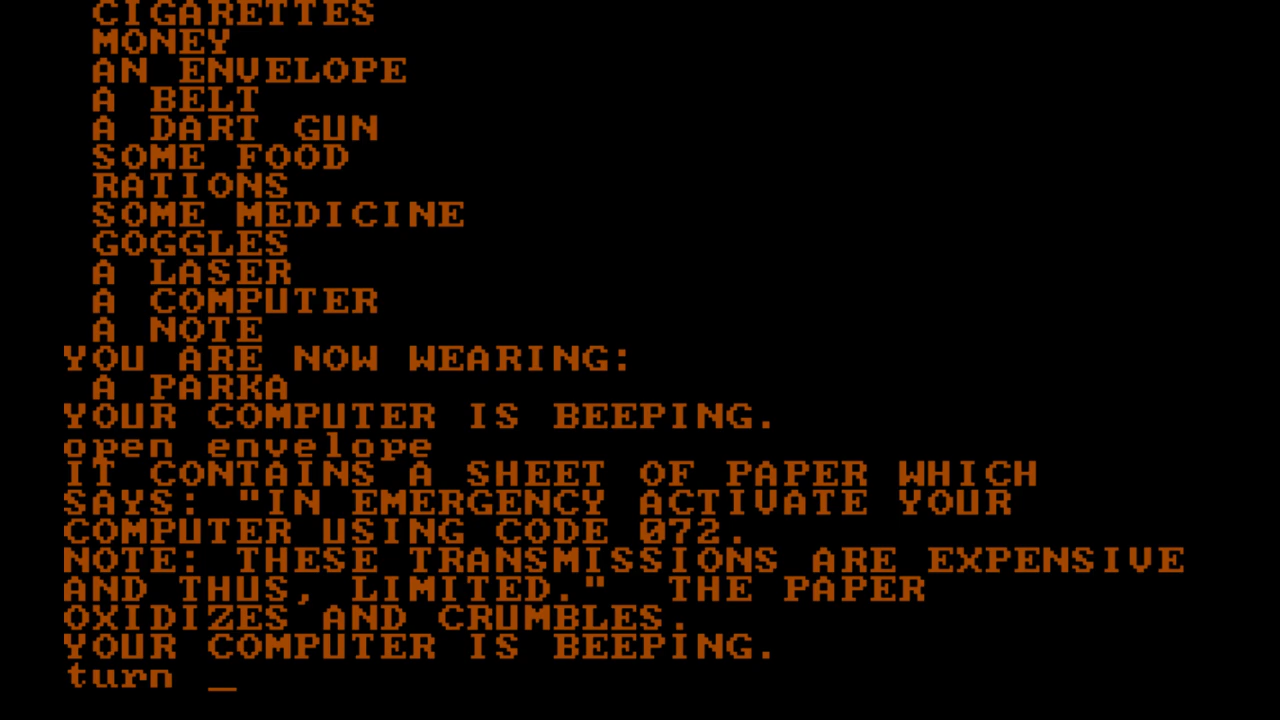 CIGARETTES
MONEY
AN ENVELOPE
A BELT
A DART GUN
SOME FOOD
RATIONS
SOME MEDICINE
GOGGLES
A LASER
A COMPUTER
A NOTE
YOU ARE NOW WEARING:
A PARKA
YOUR COMPUTER IS BEEPING.
open envelope
IT CONTAINS A SHEET OF PAPER WHICH
SAYS: "IN EMERGENCY ACTIVATE YOUR
COMPUTER USING CODE 072.
NOTE: THESE TRANSMISSIONS ARE EXPENSIVE
AND THUS, LIMITED." THE PAPER
OXIDIZES AND CRUMBLES.
YOUR COMPUTER IS BEEPING.
turn _